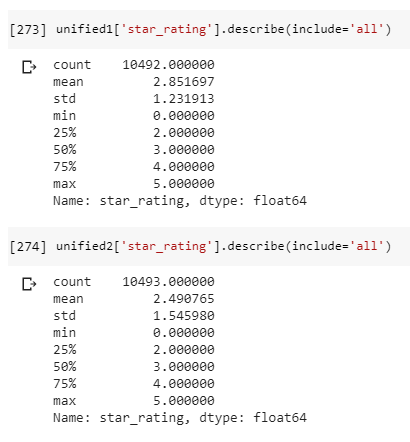 [273] unified1['star_rating'].describe(include='all')
count    10492.000000
mean         2.851697
std          1.231913
min          0.000000
25%          2.000000
50%          3.000000
75%          4.000000
max          5.000000
Name: star_rating, dtype: float64
[274] unified2['star_rating'].describe(include='all')
count    10493.000000
mean         2.490765
std          1.545980
min          0.000000
25%          2.000000
50%          3.000000
75%          4.000000
max          5.000000
Name: star_rating, dtype: float64